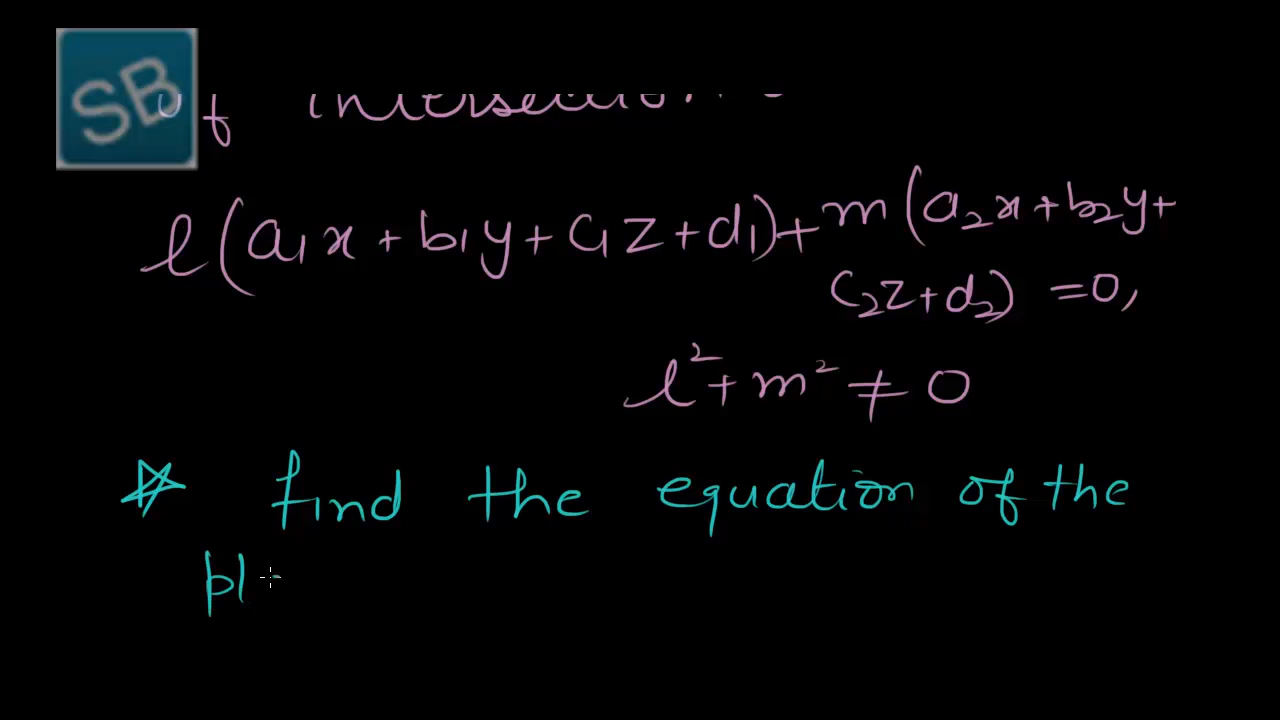 SB
of intersection
l(a₁x + b₁y + c₁z + d₁) + m(a₂x + b₂y +
c₂z + d₂) = 0,
l² + m² ≠ 0
☆ find the equation of the
pl